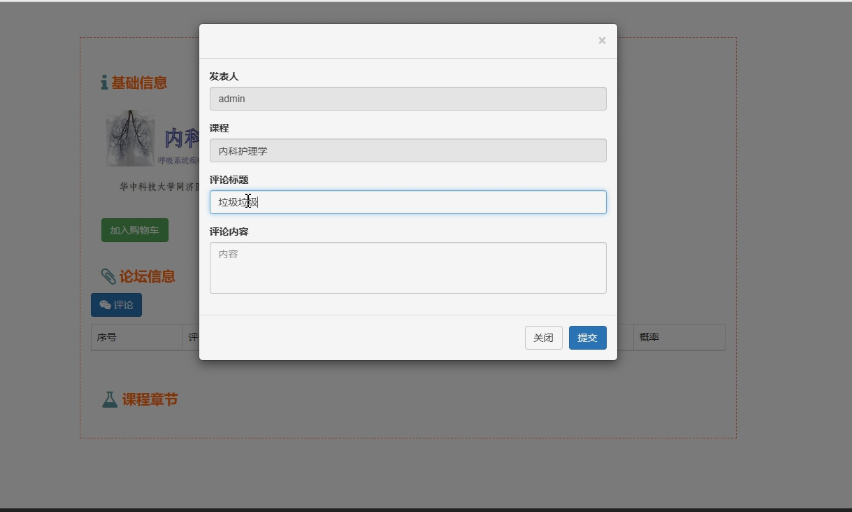 ×
发表人
admin
课程
内科护理学
评论标题
垃圾垃圾
评论内容
内容
关闭
提交
基础信息
内科
呼吸系统疾
华中科技大学同济医
加入购物车
论坛信息
评论
序号
评
概率
课程章节